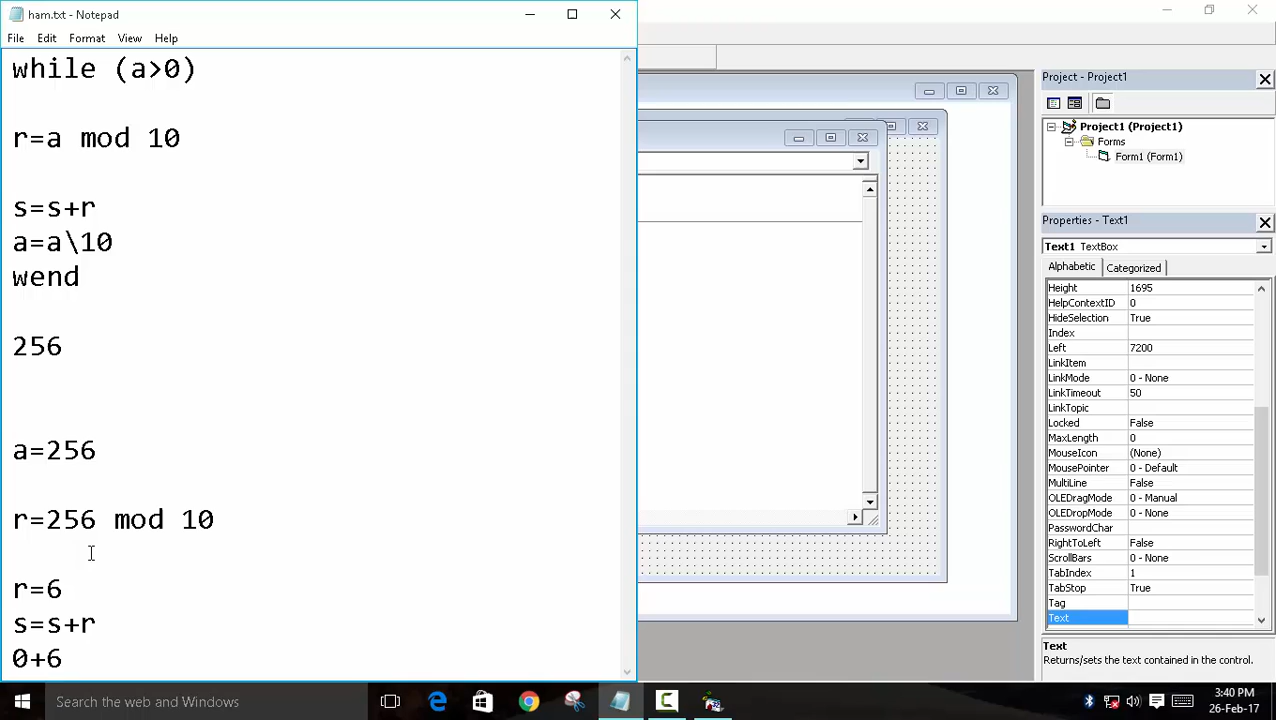 ham.txt - Notepad
File Edit Format View Help
while (a>0)
r=a mod 10
s=s+r
a=a\10
wend
256
a=256
r=256 mod 10
r=6
s=s+r
0+6
Project - Project1
Project1 (Project1)
Forms
Form1 (Form1)
Properties - Text1
Text1 TextBox
Alphabetic Categorized
Height 1695
HelpContextID 0
HideSelection True
Index
Left 7200
LinkItem
LinkMode 0 - None
LinkTimeout 50
LinkTopic
Locked False
MaxLength 0
MouseIcon (None)
MousePointer 0 - Default
MultiLine False
OLEDragMode 0 - Manual
OLEDropMode 0 - None
PasswordChar
RightToLeft False
ScrollBars 0 - None
TabIndex 1
TabStop True
Tag
Text
Text
Returns/sets the text contained in the control.
Search the web and Windows
3:40 PM
26-Feb-17